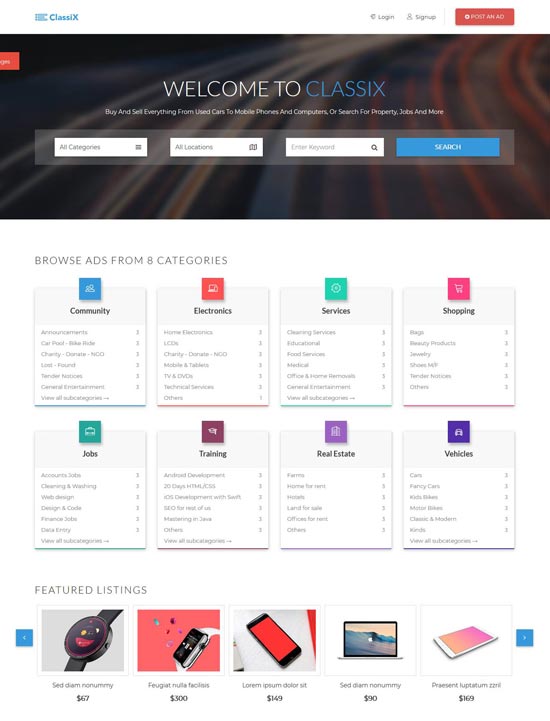 ClassiX
Login Signup POST AN AD
ges
WELCOME TO CLASSIX
Buy And Sell Everything From Used Cars To Mobile Phones And Computers, Or Search For Property, Jobs And More
All Categories All Locations Enter Keyword SEARCH
BROWSE ADS FROM 8 CATEGORIES
Community
Announcements 3
Car Pool - Bike Ride 3
Charity - Donate - NGO 3
Lost - Found 3
Tender Notices 3
General Entertainment 3
View all subcategories →
Electronics
Home Electronics 3
LCDs 3
Charity - Donate - NGO 3
Mobile & Tablets 3
TV & DVDs 3
Technical Services 3
Others 1
Services
Cleaning Services 3
Educational 3
Food Services 3
Medical 3
Office & Home Removals 3
General Entertainment 3
View all subcategories →
Shopping
Bags 3
Beauty Products 3
Jewelry 3
Shoes M/F 3
Tender Notices 3
Others 3
Jobs
Accounts Jobs 3
Cleaning & Washing 3
Web design 3
Design & Code 3
Finance Jobs 3
Data Entry 3
View all subcategories →
Training
Android Development 3
20 Days HTML/CSS 3
iOS Development with Swift 3
SEO for rest of us 3
Mastering in Java 3
Others 3
View all subcategories →
Real Estate
Farms 3
Home for rent 3
Hotels 3
Land for sale 3
Offices for rent 3
Others 3
Vehicles
Cars 3
Fancy Cars 3
Kids Bikes 3
Motor Bikes 3
Classic & Modern 3
Kinds 3
View all subcategories →
FEATURED LISTINGS
Sed diam nonummy
$67
Feugiat nulla facilisis
$300
Lorem ipsum dolor sit
$149
Sed diam nonummy
$90
Praesent luptatum zzril
$169